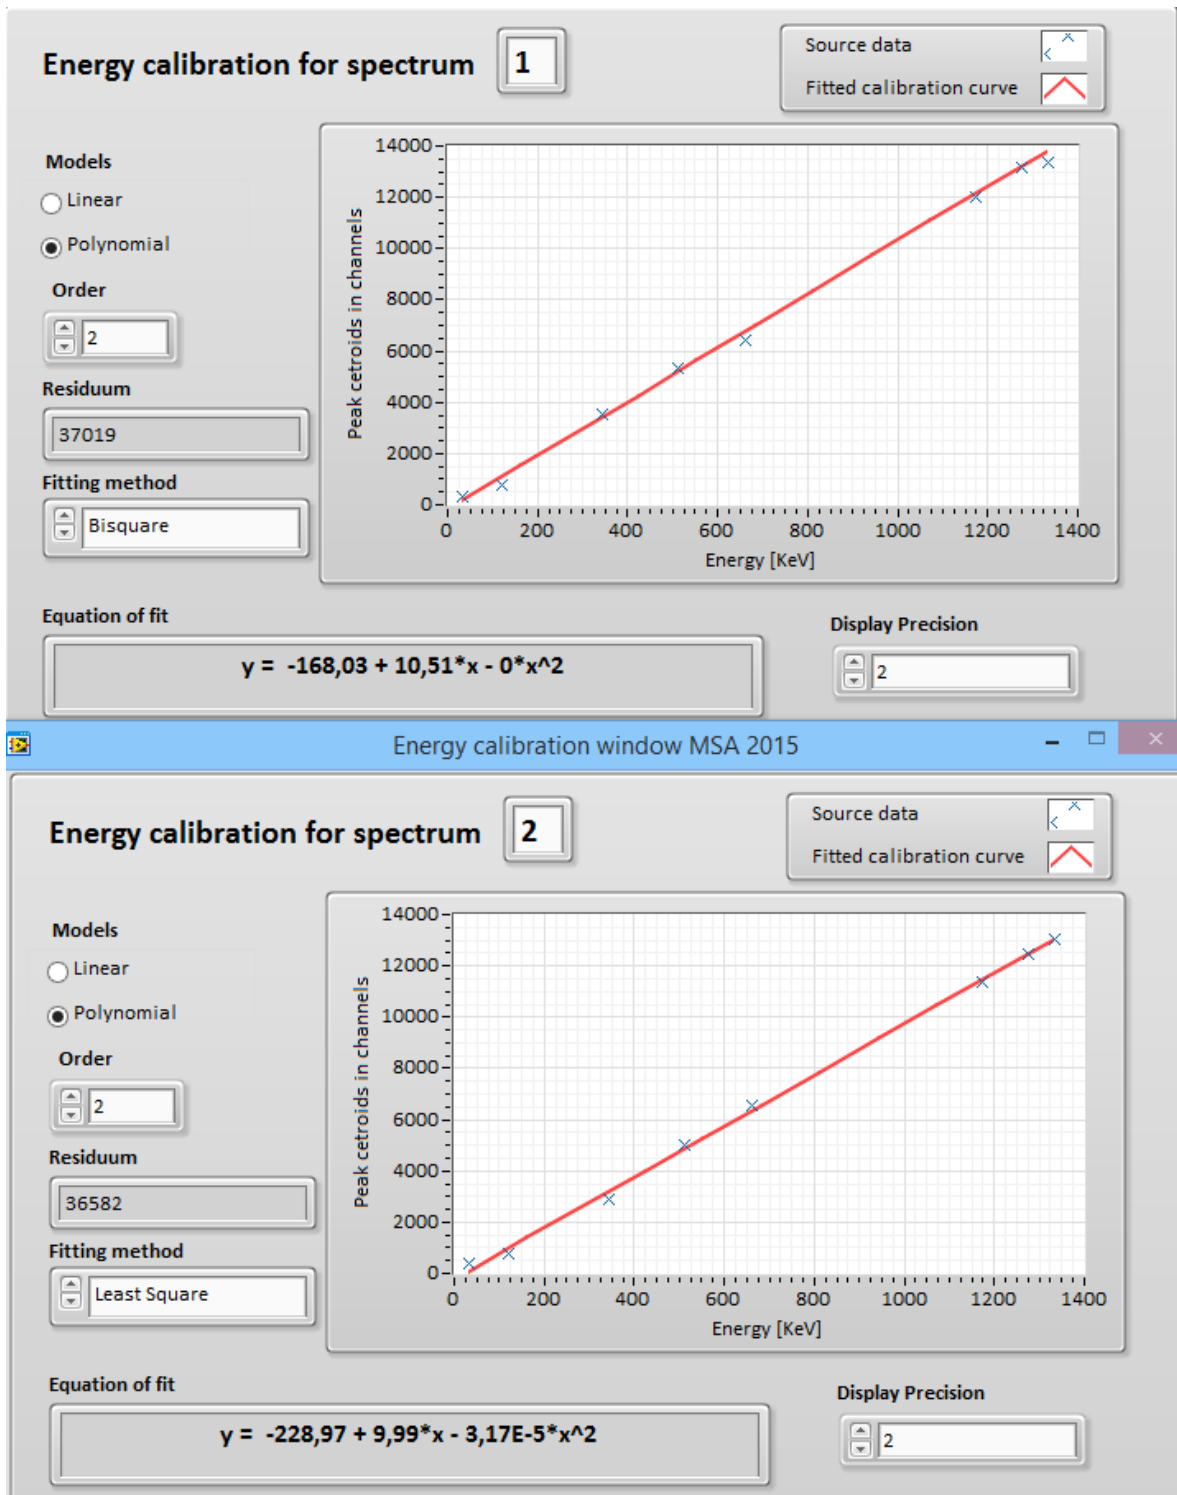 Energy calibration for spectrum 1
Source data
Fitted calibration curve
Models
Linear
Polynomial
Order
2
Residuum
37019
Fitting method
Bisquare
Peak cetroids in channels
14000
12000
10000
8000
6000
4000
2000
0
0 200 400 600 800 1000 1200 1400
Energy [KeV]
Equation of fit
y = -168,03 + 10,51*x - 0*x^2
Display Precision
2
Energy calibration window MSA 2015
Energy calibration for spectrum 2
Source data
Fitted calibration curve
Models
Linear
Polynomial
Order
2
Residuum
36582
Fitting method
Least Square
Peak cetroids in channels
14000
12000
10000
8000
6000
4000
2000
0
0 200 400 600 800 1000 1200 1400
Energy [KeV]
Equation of fit
y = -228,97 + 9,99*x - 3,17E-5*x^2
Display Precision
2